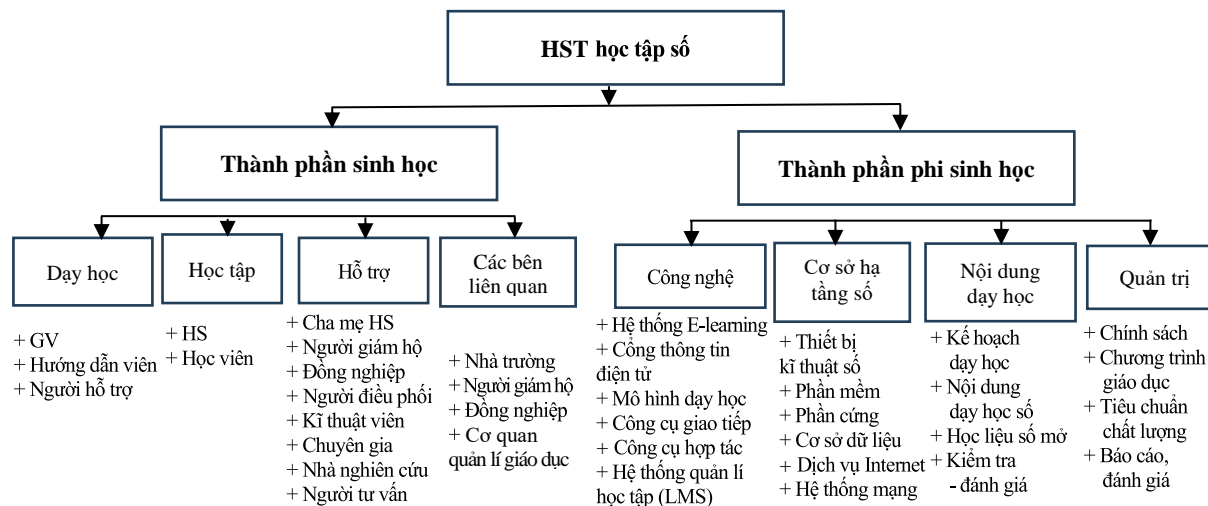 HST học tập số
Thành phần sinh học
Thành phần phi sinh học
Dạy học
Học tập
Hỗ trợ
Các bên
liên quan
Công nghệ
Cơ sở hạ
tầng số
Nội dung
dạy học
Quản trị
+ GV
+ Hướng dẫn viên
+ Người hỗ trợ
+ HS
+ Học viên
+ Cha mẹ HS
+ Người giám hộ
+ Đồng nghiệp
+ Người điều phối
+ Kĩ thuật viên
+ Chuyên gia
+ Nhà nghiên cứu
+ Người tư vấn
+ Nhà trường
+ Người giám hộ
+ Đồng nghiệp
+ Cơ quan
quản lí giáo dục
+ Hệ thống E-learning
+ Cổng thông tin
điện tử
+ Mô hình dạy học
+ Công cụ giao tiếp
+ Công cụ hợp tác
+ Hệ thống quản lí
học tập (LMS)
+ Thiết bị
kĩ thuật số
+ Phần mềm
+ Phần cứng
+ Cơ sở dữ liệu
+ Dịch vụ Internet
+ Hệ thống mạng
+ Kế hoạch
dạy học
+ Nội dung
dạy học số
+ Học liệu số mở
+ Kiểm tra
- đánh giá
+ Chính sách
+ Chương trình
giáo dục
+ Tiêu chuẩn
chất lượng
+ Báo cáo,
đánh giá